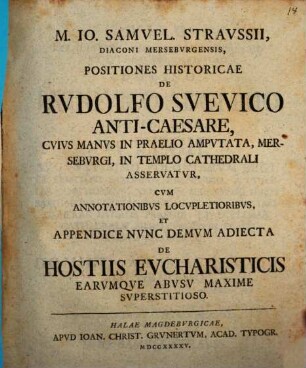 14
M. IO. SAMVEL. STRAVSSII,
DIACONI MERSEBVRGENSIS,
POSITIONES HISTORICAE
DE
RVDOLFO SVEVICO
ANTI-CAESARE,
CVIVS MANVS IN PRAELIO AMPVTATA, MER-
SEBVRGI, IN TEMPLO CATHEDRALI
ASSERVATVR,
CVM
ANNOTATIONIBVS LOCVPLETIORIBVS,
ET
APPENDICE NVNC DEMVM ADIECTA
DE
HOSTIIS EVCHARISTICIS
EARVMQVE ABVSV MAXIME
SVPERSTITIOSO.
HALAE MAGDEBVRGICAE,
APVD IOAN. CHRIST. GRVNERTVM, ACAD. TYPOGR.
MDCCXXXXV.